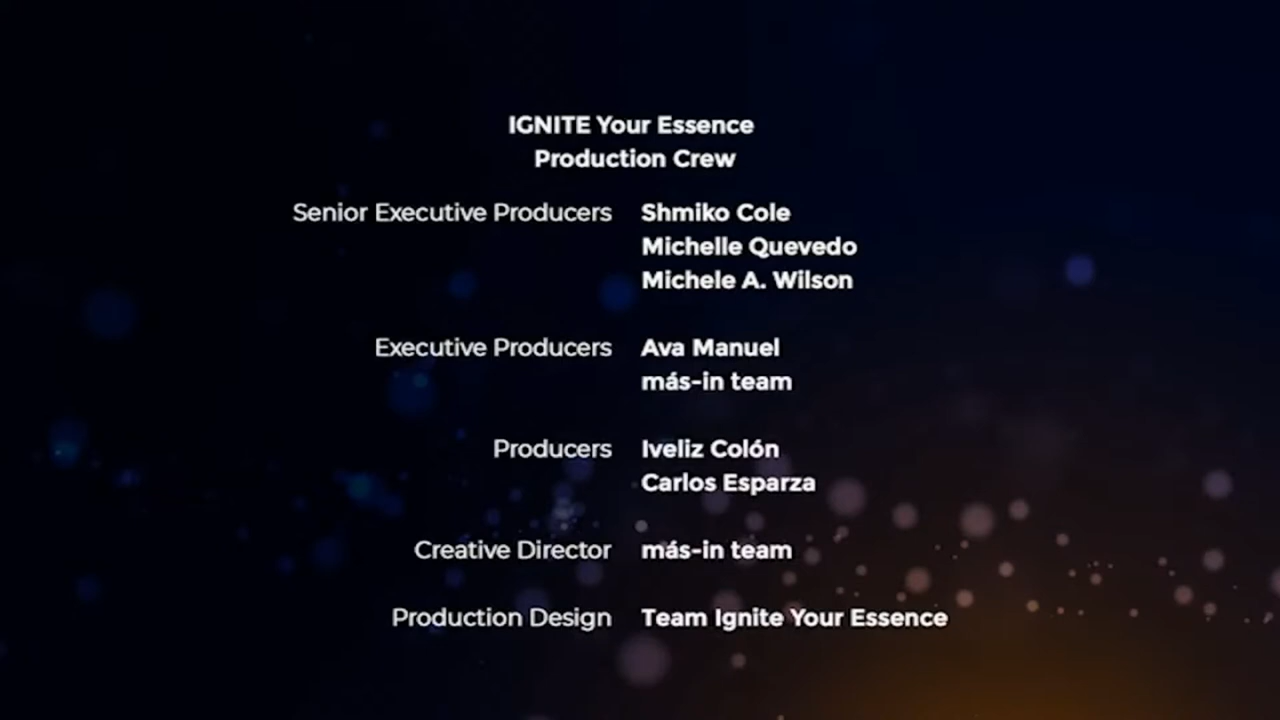 IGNITE Your Essence
Production Crew
Senior Executive Producers Shmiko Cole
Michelle Quevedo
Michele A. Wilson
Executive Producers Ava Manuel
más-in team
Producers Iveliz Colón
Carlos Esparza
Creative Director más-in team
Production Design Team Ignite Your Essence